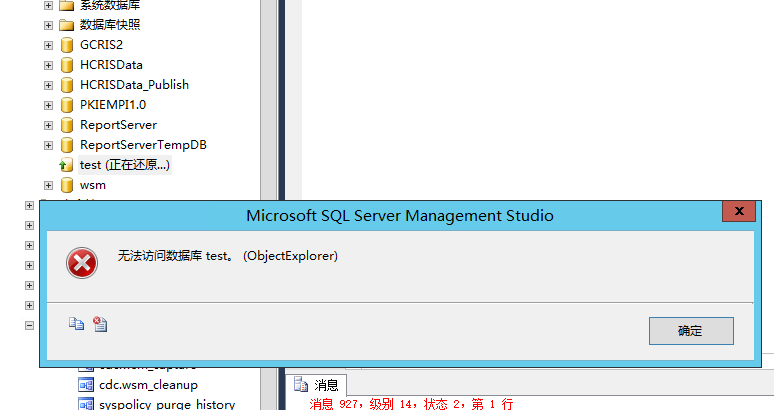 系统数据库
数据库快照
GCRIS2
HCRISData
HCRISData_Publish
PKIEMPI1.0
ReportServer
ReportServerTempDB
test (正在还原...)
wsm
Microsoft SQL Server Management Studio
无法访问数据库 test。 (ObjectExplorer)
确定
cdc.wsm_capture
cdc.wsm_cleanup
消息
syspolicy_purge_history
消息 927，级别 14，状态 2，第 1 行